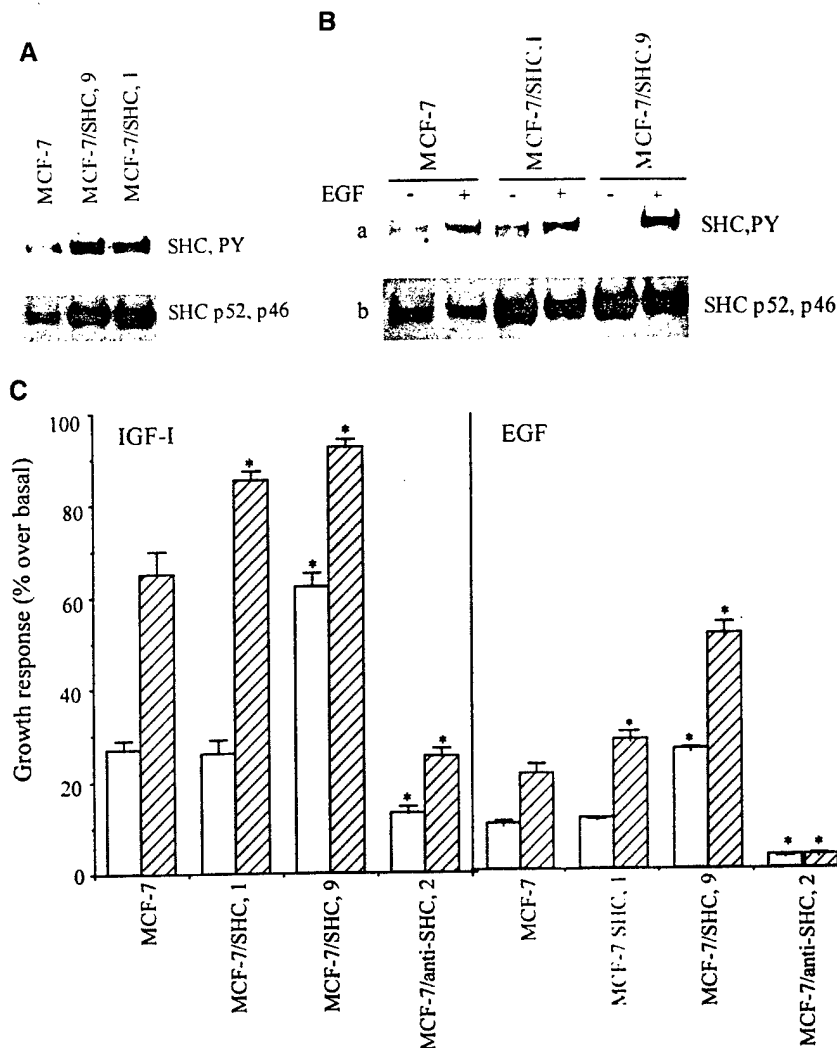 A
MCF-7
MCF-7/SHC, 9
MCF-7/SHC, 1
SHC, PY
SHC p52, p46
B
MCF-7
MCF-7/SHC,1
MCF-7/SHC,9
EGF - + - + - +
a SHC,PY
b SHC p52, p46
C
Growth response (% over basal)
100
80
60
40
20
0
IGF-I
EGF
* * * * * * * * * *
MCF-7
MCF-7/SHC, 1
MCF-7/SHC, 9
MCF-7/anti-SHC, 2
MCF-7 SHC, 1
MCF-7
MCF-7/SHC, 9
MCF-7/anti-SHC, 2